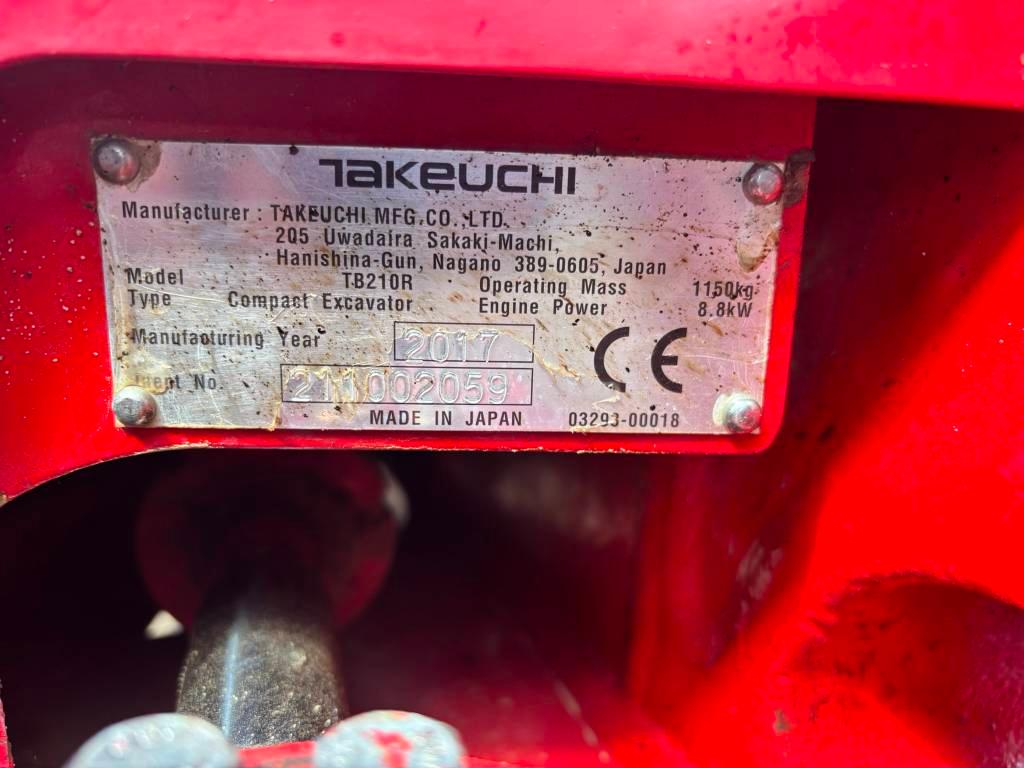 TAKEUCHI
Manufacturer : TAKEUCHI MFG. CO., LTD.
205 Uwadaira Sakaki-Machi,
Hanishina-Gun, Nagano 389-0605, Japan
Model TB210R Operating Mass 1150kg
Type Compact Excavator Engine Power 8.8kW
Manufacturing Year 2017
No. 211002059
CE
MADE IN JAPAN 03293-00018